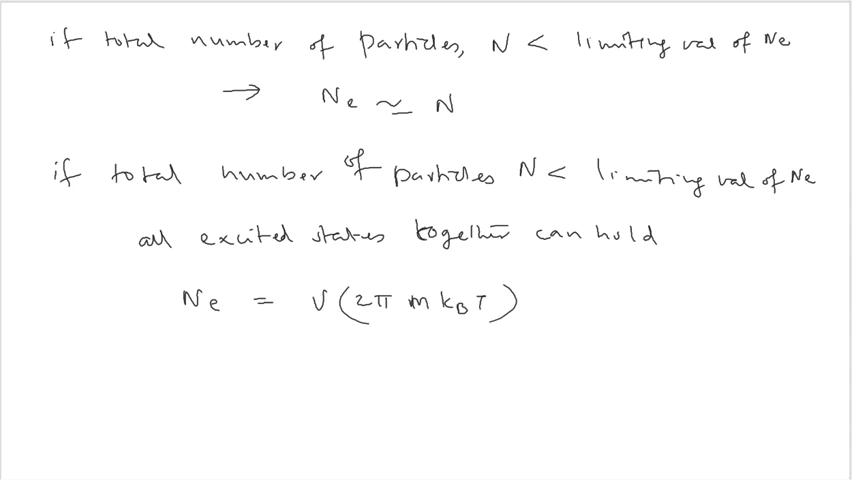 if total number of particles, N < limiting val of Ne
→ Ne ≃ N
if total number of particles N < limiting val of Ne
all excited states together can hold
Ne = V (2π m kB T)